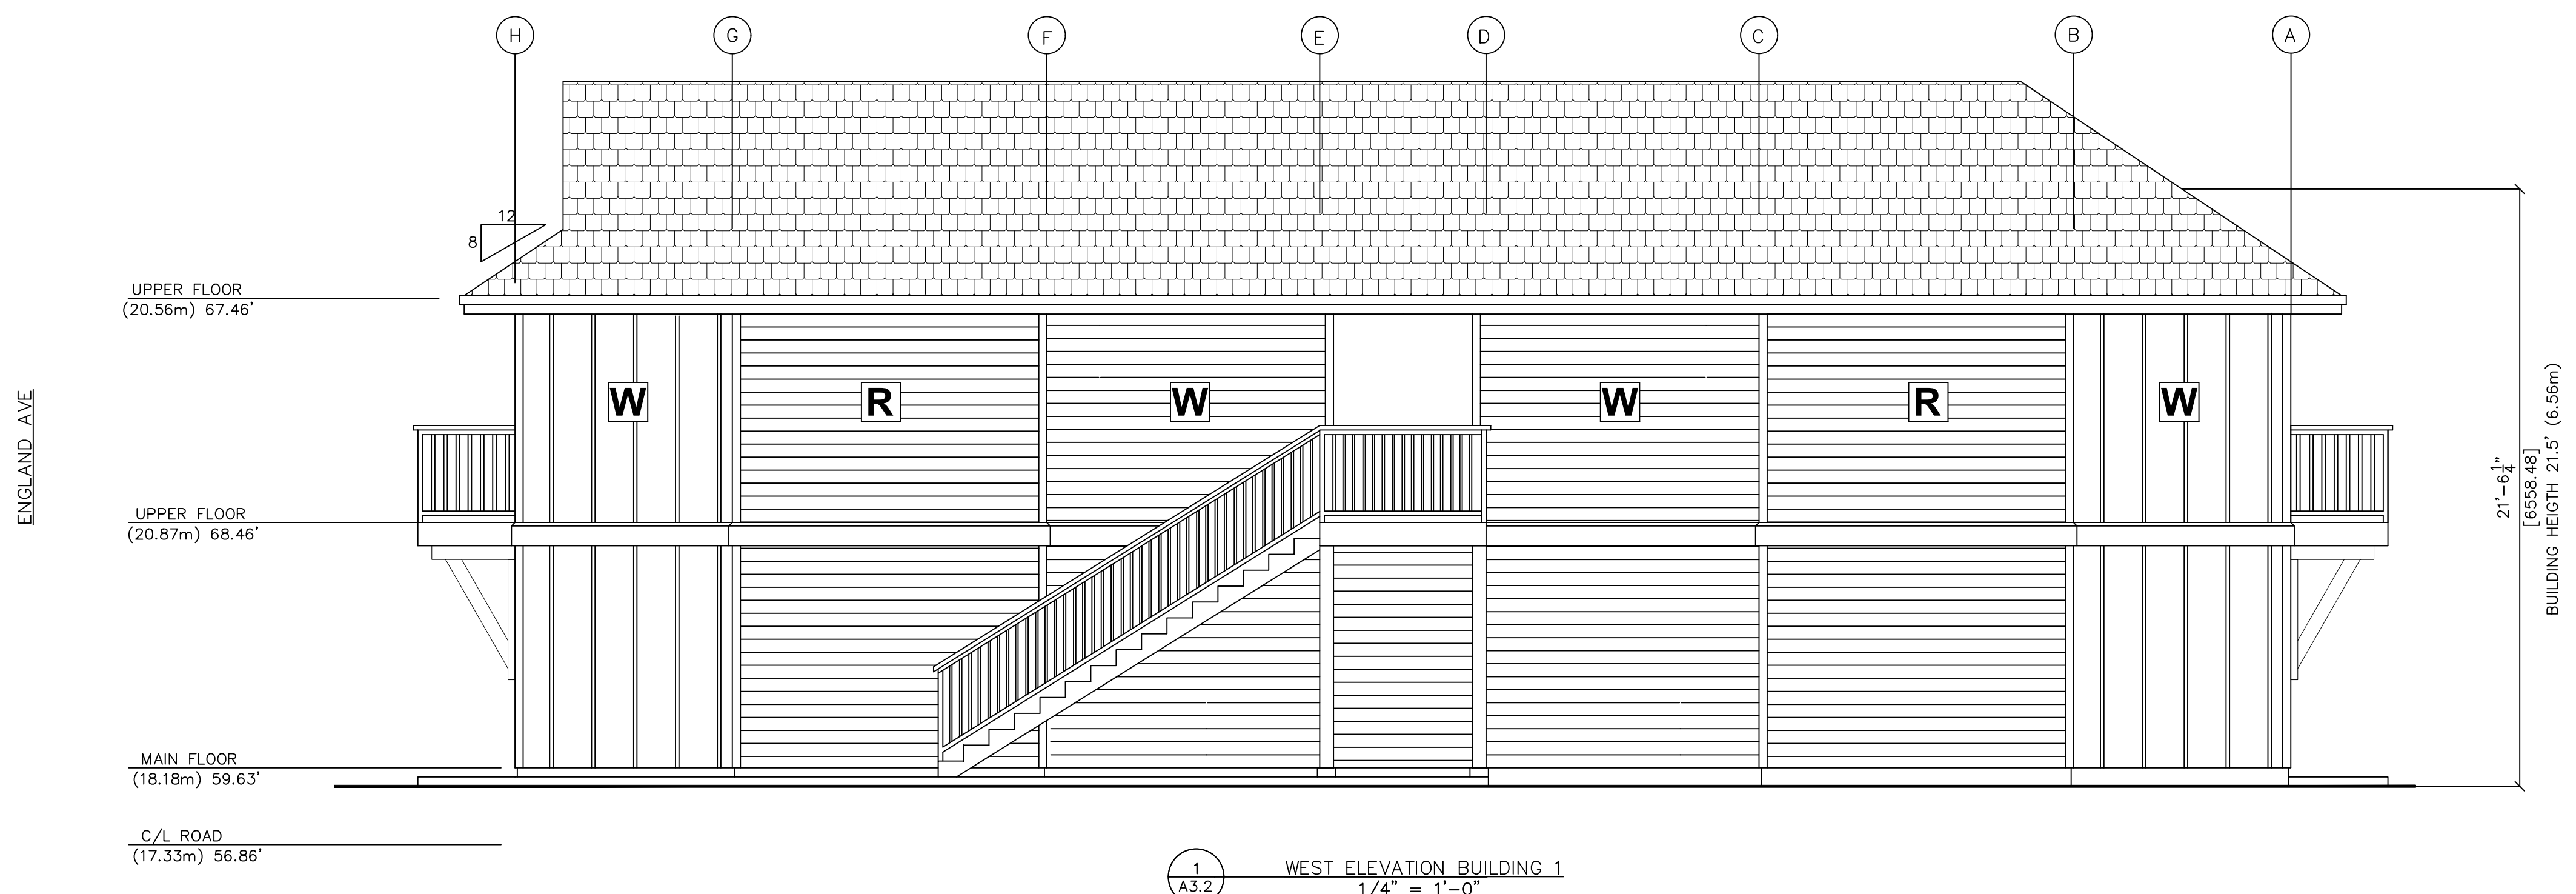 H G F E D C B A
12
8
UPPER FLOOR
(20.56m) 67.46'
W R W W R W
ENGLAND AVE
UPPER FLOOR
(20.87m) 68.46'
21'-6 1/4"
[6558.48]
BUILDING HEIGTH 21.5' (6.56m)
MAIN FLOOR
(18.18m) 59.63'
C/L ROAD
(17.33m) 56.86'
1
A3.2
WEST ELEVATION BUILDING 1
1/4" = 1'-0"